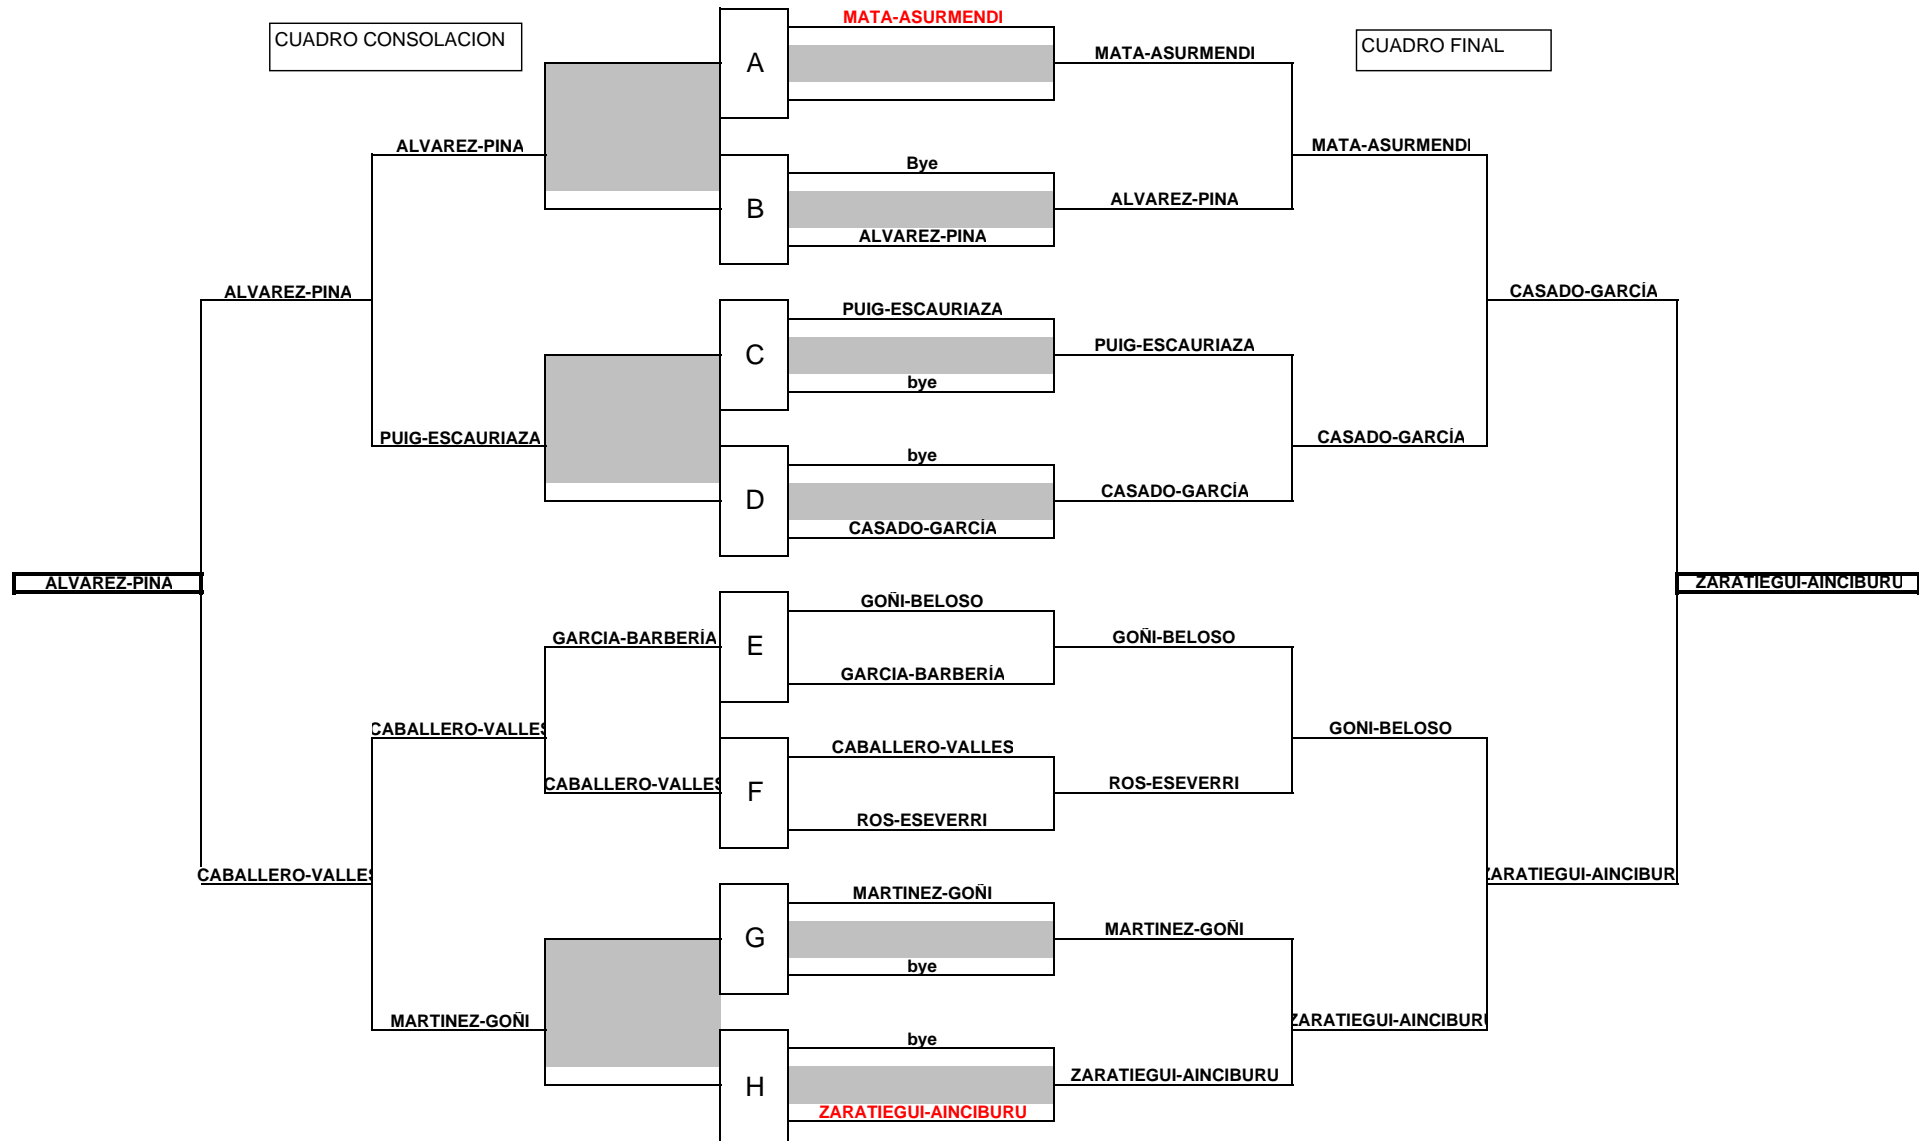 CUADRO CONSOLACION
CUADRO FINAL
MATA-ASURMENDI
A
MATA-ASURMENDI
ALVAREZ-PINA
MATA-ASURMENDI
Bye
B
ALVAREZ-PINA
ALVAREZ-PINA
ALVAREZ-PINA
CASADO-GARCÍA
PUIG-ESCAURIAZA
C
PUIG-ESCAURIAZA
bye
PUIG-ESCAURIAZA
CASADO-GARCÍA
bye
D
CASADO-GARCÍA
CASADO-GARCÍA
ALVAREZ-PINA
ZARATIEGUI-AINCIBURU
GOÑI-BELOSO
GARCIA-BARBERÍA
E
GOÑI-BELOSO
GARCIA-BARBERÍA
CABALLERO-VALLES
GONI-BELOSO
CABALLERO-VALLES
CABALLERO-VALLES
F
ROS-ESEVERRI
ROS-ESEVERRI
CABALLERO-VALLES
ZARATIEGUI-AINCIBUR
MARTINEZ-GOÑI
G
MARTINEZ-GOÑI
bye
MARTINEZ-GOÑI
ZARATIEGUI-AINCIBURU
bye
H
ZARATIEGUI-AINCIBURU
ZARATIEGUI-AINCIBURU